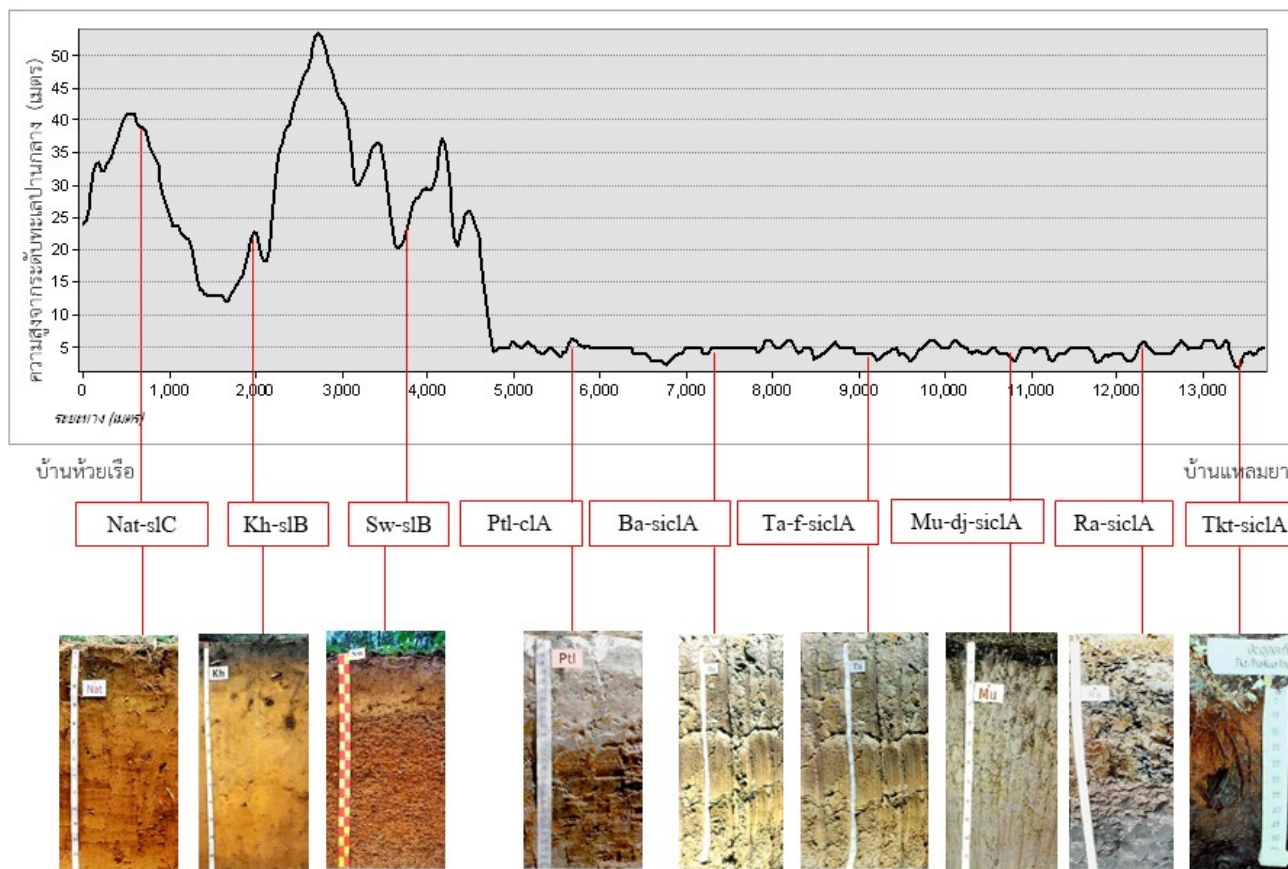 ความสูงจากระดับทะเลปานกลาง (เมตร)
50
45
40
35
30
25
20
15
10
5
0 1,000 2,000 3,000 4,000 5,000 6,000 7,000 8,000 9,000 10,000 11,000 12,000 13,000
ระยะทาง (เมตร)
บ้านห้วยเรือ บ้านแหลมยา
Nat-slC Kh-slB Sw-slB Ptl-clA Ba-siclA Ta-f-siclA Mu-dj-siclA Ra-siclA Tkt-siclA
Nat Kh Sw Ptl Mu